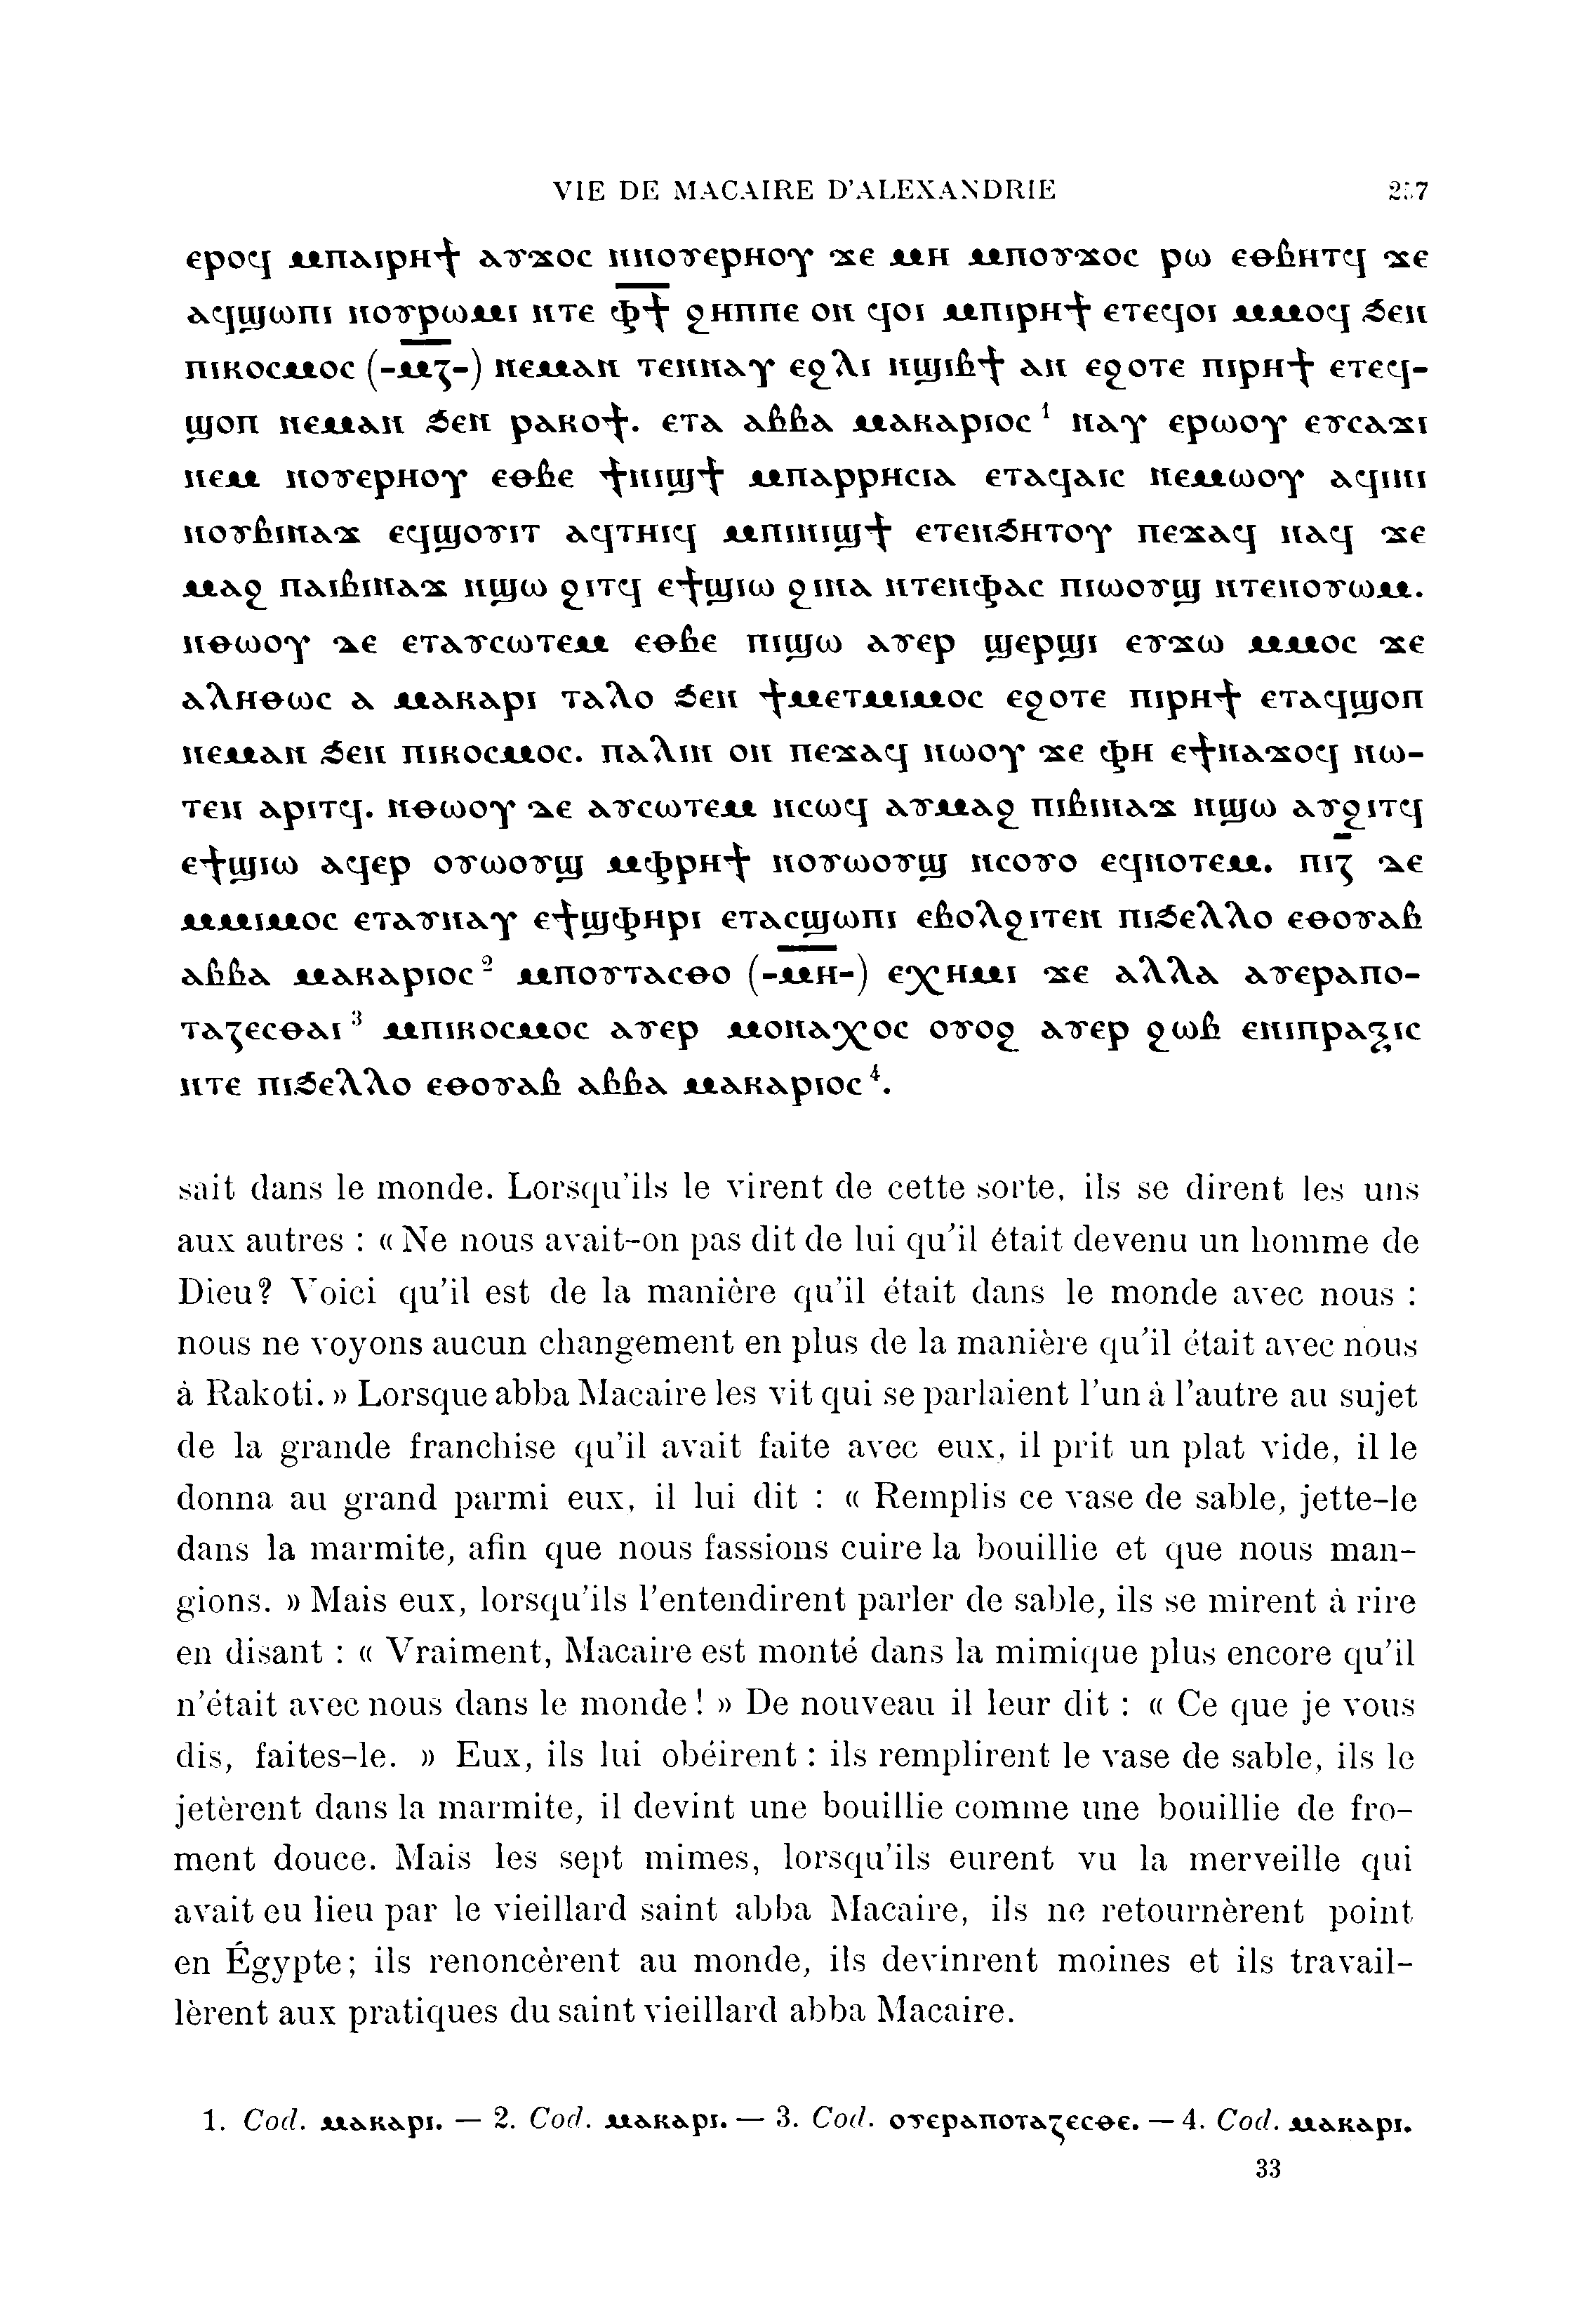 VIE DE MACAIRE D'ALEXANDRIE 257
ⲉⲣⲟϥ ⲙⲡⲁⲓⲣⲏϯ ⲁⲩϫⲟⲥ ⲛⲛⲟⲩⲉⲣⲏⲟⲩ ϫⲉ ⲙⲏ ⲙⲡⲟⲩϫⲟⲥ ⲣⲱ ⲉⲑⲃⲏⲧϥ ϫⲉ
ⲁϥϣⲱⲡⲓ ⲛⲟⲩⲣⲱⲙⲓ ⲛⲧⲉ ⲫ̅ϯ̅ ϩⲏⲡⲡⲉ ⲟⲛ ϥⲟⲓ ⲙⲡⲓⲣⲏϯ ⲉⲧⲉϥⲟⲓ ⲙⲙⲟϥ ϧⲉⲛ
ⲡⲓⲕⲟⲥⲙⲟⲥ (-ⲙ̅ⲍ̅-) ⲛⲉⲙⲁⲛ ⲧⲉⲛⲛⲁⲩ ⲉϩⲗⲓ ⲛϣⲓⲃϯ ⲁⲛ ⲉϩⲟⲧⲉ ⲡⲓⲣⲏϯ ⲉⲧⲉϥ-
ϣⲟⲡ ⲛⲉⲙⲁⲛ ϧⲉⲛ ⲣⲁⲕⲟϯ. ⲉⲧⲁ ⲁⲃⲃⲁ ⲙⲁⲕⲁⲣⲓⲟⲥ ¹ ⲛⲁⲩ ⲉⲣⲱⲟⲩ ⲉⲩⲥⲁϫⲓ
ⲛⲉⲙ ⲛⲟⲩⲉⲣⲏⲟⲩ ⲉⲑⲃⲉ ϯⲛⲓϣϯ ⲙⲡⲁⲣⲣⲏⲥⲓⲁ ⲉⲧⲁϥⲁⲓⲥ ⲛⲉⲙⲱⲟⲩ ⲁϥⲓⲛⲓ
ⲛⲟⲩⲃⲓⲛⲁϫ ⲉϥϣⲟⲩⲓⲧ ⲁϥⲧⲏⲓϥ ⲙⲡⲓⲛⲓϣϯ ⲉⲧⲉⲛϧⲏⲧⲟⲩ ⲡⲉϫⲁϥ ⲛⲁϥ ϫⲉ
ⲙⲁϩ ⲡⲁⲓⲃⲓⲛⲁϫ ⲛϣⲱ ϩⲓⲧϥ ⲉϯϣⲓⲱ ϩⲓⲛⲁ ⲛⲧⲉⲛⲫⲁⲥ ⲡⲓⲱⲟⲩϣ ⲛⲧⲉⲛⲟⲩⲱⲙ.
ⲛⲑⲱⲟⲩ ⲇⲉ ⲉⲧⲁⲩⲥⲱⲧⲉⲙ ⲉⲑⲃⲉ ⲡⲓϣⲱ ⲁⲩⲉⲣ ϣⲉⲣϣⲓ ⲉⲩϫⲱ ⲙⲙⲟⲥ ϫⲉ
ⲁⲗⲏⲑⲱⲥ ⲁ ⲙⲁⲕⲁⲣⲓ ⲧⲁⲗⲟ ϧⲉⲛ ϯⲙⲉⲧⲙⲓⲙⲟⲥ ⲉϩⲟⲧⲉ ⲡⲓⲣⲏϯ ⲉⲧⲁϥϣⲟⲡ
ⲛⲉⲙⲁⲛ ϧⲉⲛ ⲡⲓⲕⲟⲥⲙⲟⲥ. ⲡⲁⲗⲓⲛ ⲟⲛ ⲡⲉϫⲁϥ ⲛⲱⲟⲩ ϫⲉ ⲫⲏ ⲉϯⲛⲁϫⲟϥ ⲛⲱ-
ⲧⲉⲛ ⲁⲣⲓⲧϥ. ⲛⲑⲱⲟⲩ ⲇⲉ ⲁⲩⲥⲱⲧⲉⲙ ⲛⲥⲱϥ ⲁⲩⲙⲁϩ ⲡⲓⲃⲓⲛⲁϫ ⲛϣⲱ ⲁⲩϩⲓⲧϥ
ⲉϯϣⲓⲱ ⲁϥⲉⲣ ⲟⲩⲱⲟⲩϣ ⲙⲫⲣⲏϯ ⲛⲟⲩⲱⲟⲩϣ ⲛⲥⲟⲩⲟ ⲉϥⲛⲟⲧⲉⲙ. ⲡⲓⲍ̅ ⲇⲉ
ⲙⲙⲓⲙⲟⲥ ⲉⲧⲁⲩⲛⲁⲩ ⲉϯϣⲫⲏⲣⲓ ⲉⲧⲁⲥϣⲱⲡⲓ ⲉⲃⲟⲗϩⲓⲧⲉⲛ ⲡⲓϧⲉⲗⲗⲟ ⲉⲑⲟⲩⲁⲃ
ⲁⲃⲃⲁ ⲙⲁⲕⲁⲣⲓⲟⲥ ² ⲙⲡⲟⲩⲧⲁⲥⲑⲟ (-ⲙ̅ⲏ̅-) ⲉⲭⲏⲙⲓ ϫⲉ ⲁⲗⲗⲁ ⲁⲩⲉⲣⲁⲡⲟ-
ⲧⲁⲍⲉⲥⲑⲁⲓ ³ ⲙⲡⲓⲕⲟⲥⲙⲟⲥ ⲁⲩⲉⲣ ⲙⲟⲛⲁⲭⲟⲥ ⲟⲩⲟϩ ⲁⲩⲉⲣ ϩⲱⲃ ⲉⲛⲓⲡⲣⲁⲝⲓⲥ
ⲛⲧⲉ ⲡⲓϧⲉⲗⲗⲟ ⲉⲑⲟⲩⲁⲃ ⲁⲃⲃⲁ ⲙⲁⲕⲁⲣⲓⲟⲥ ⁴.
sait dans le monde. Lorsqu'ils le virent de cette sorte, ils se dirent les uns
aux autres : « Ne nous avait-on pas dit de lui qu'il était devenu un homme de
Dieu? Voici qu'il est de la manière qu'il était dans le monde avec nous :
nous ne voyons aucun changement en plus de la manière qu'il était avec nous
à Rakoti. » Lorsque abba Macaire les vit qui se parlaient l'un à l'autre au sujet
de la grande franchise qu'il avait faite avec eux, il prit un plat vide, il le
donna au grand parmi eux, il lui dit : « Remplis ce vase de sable, jette-le
dans la marmite, afin que nous fassions cuire la bouillie et que nous man-
gions. » Mais eux, lorsqu'ils l'entendirent parler de sable, ils se mirent à rire
en disant : « Vraiment, Macaire est monté dans la mimique plus encore qu'il
n'était avec nous dans le monde ! » De nouveau il leur dit : « Ce que je vous
dis, faites-le. » Eux, ils lui obéirent : ils remplirent le vase de sable, ils le
jetèrent dans la marmite, il devint une bouillie comme une bouillie de fro-
ment douce. Mais les sept mimes, lorsqu'ils eurent vu la merveille qui
avait eu lieu par le vieillard saint abba Macaire, ils ne retournèrent point
en Égypte; ils renoncèrent au monde, ils devinrent moines et ils travail-
lèrent aux pratiques du saint vieillard abba Macaire.
1. Cod. ⲙⲁⲕⲁⲣⲓ. — 2. Cod. ⲙⲁⲕⲁⲣⲓ. — 3. Cod. ⲟⲩⲉⲣⲁⲡⲟⲧⲁⲍⲉⲥⲑⲉ. — 4. Cod. ⲙⲁⲕⲁⲣⲓ.
33